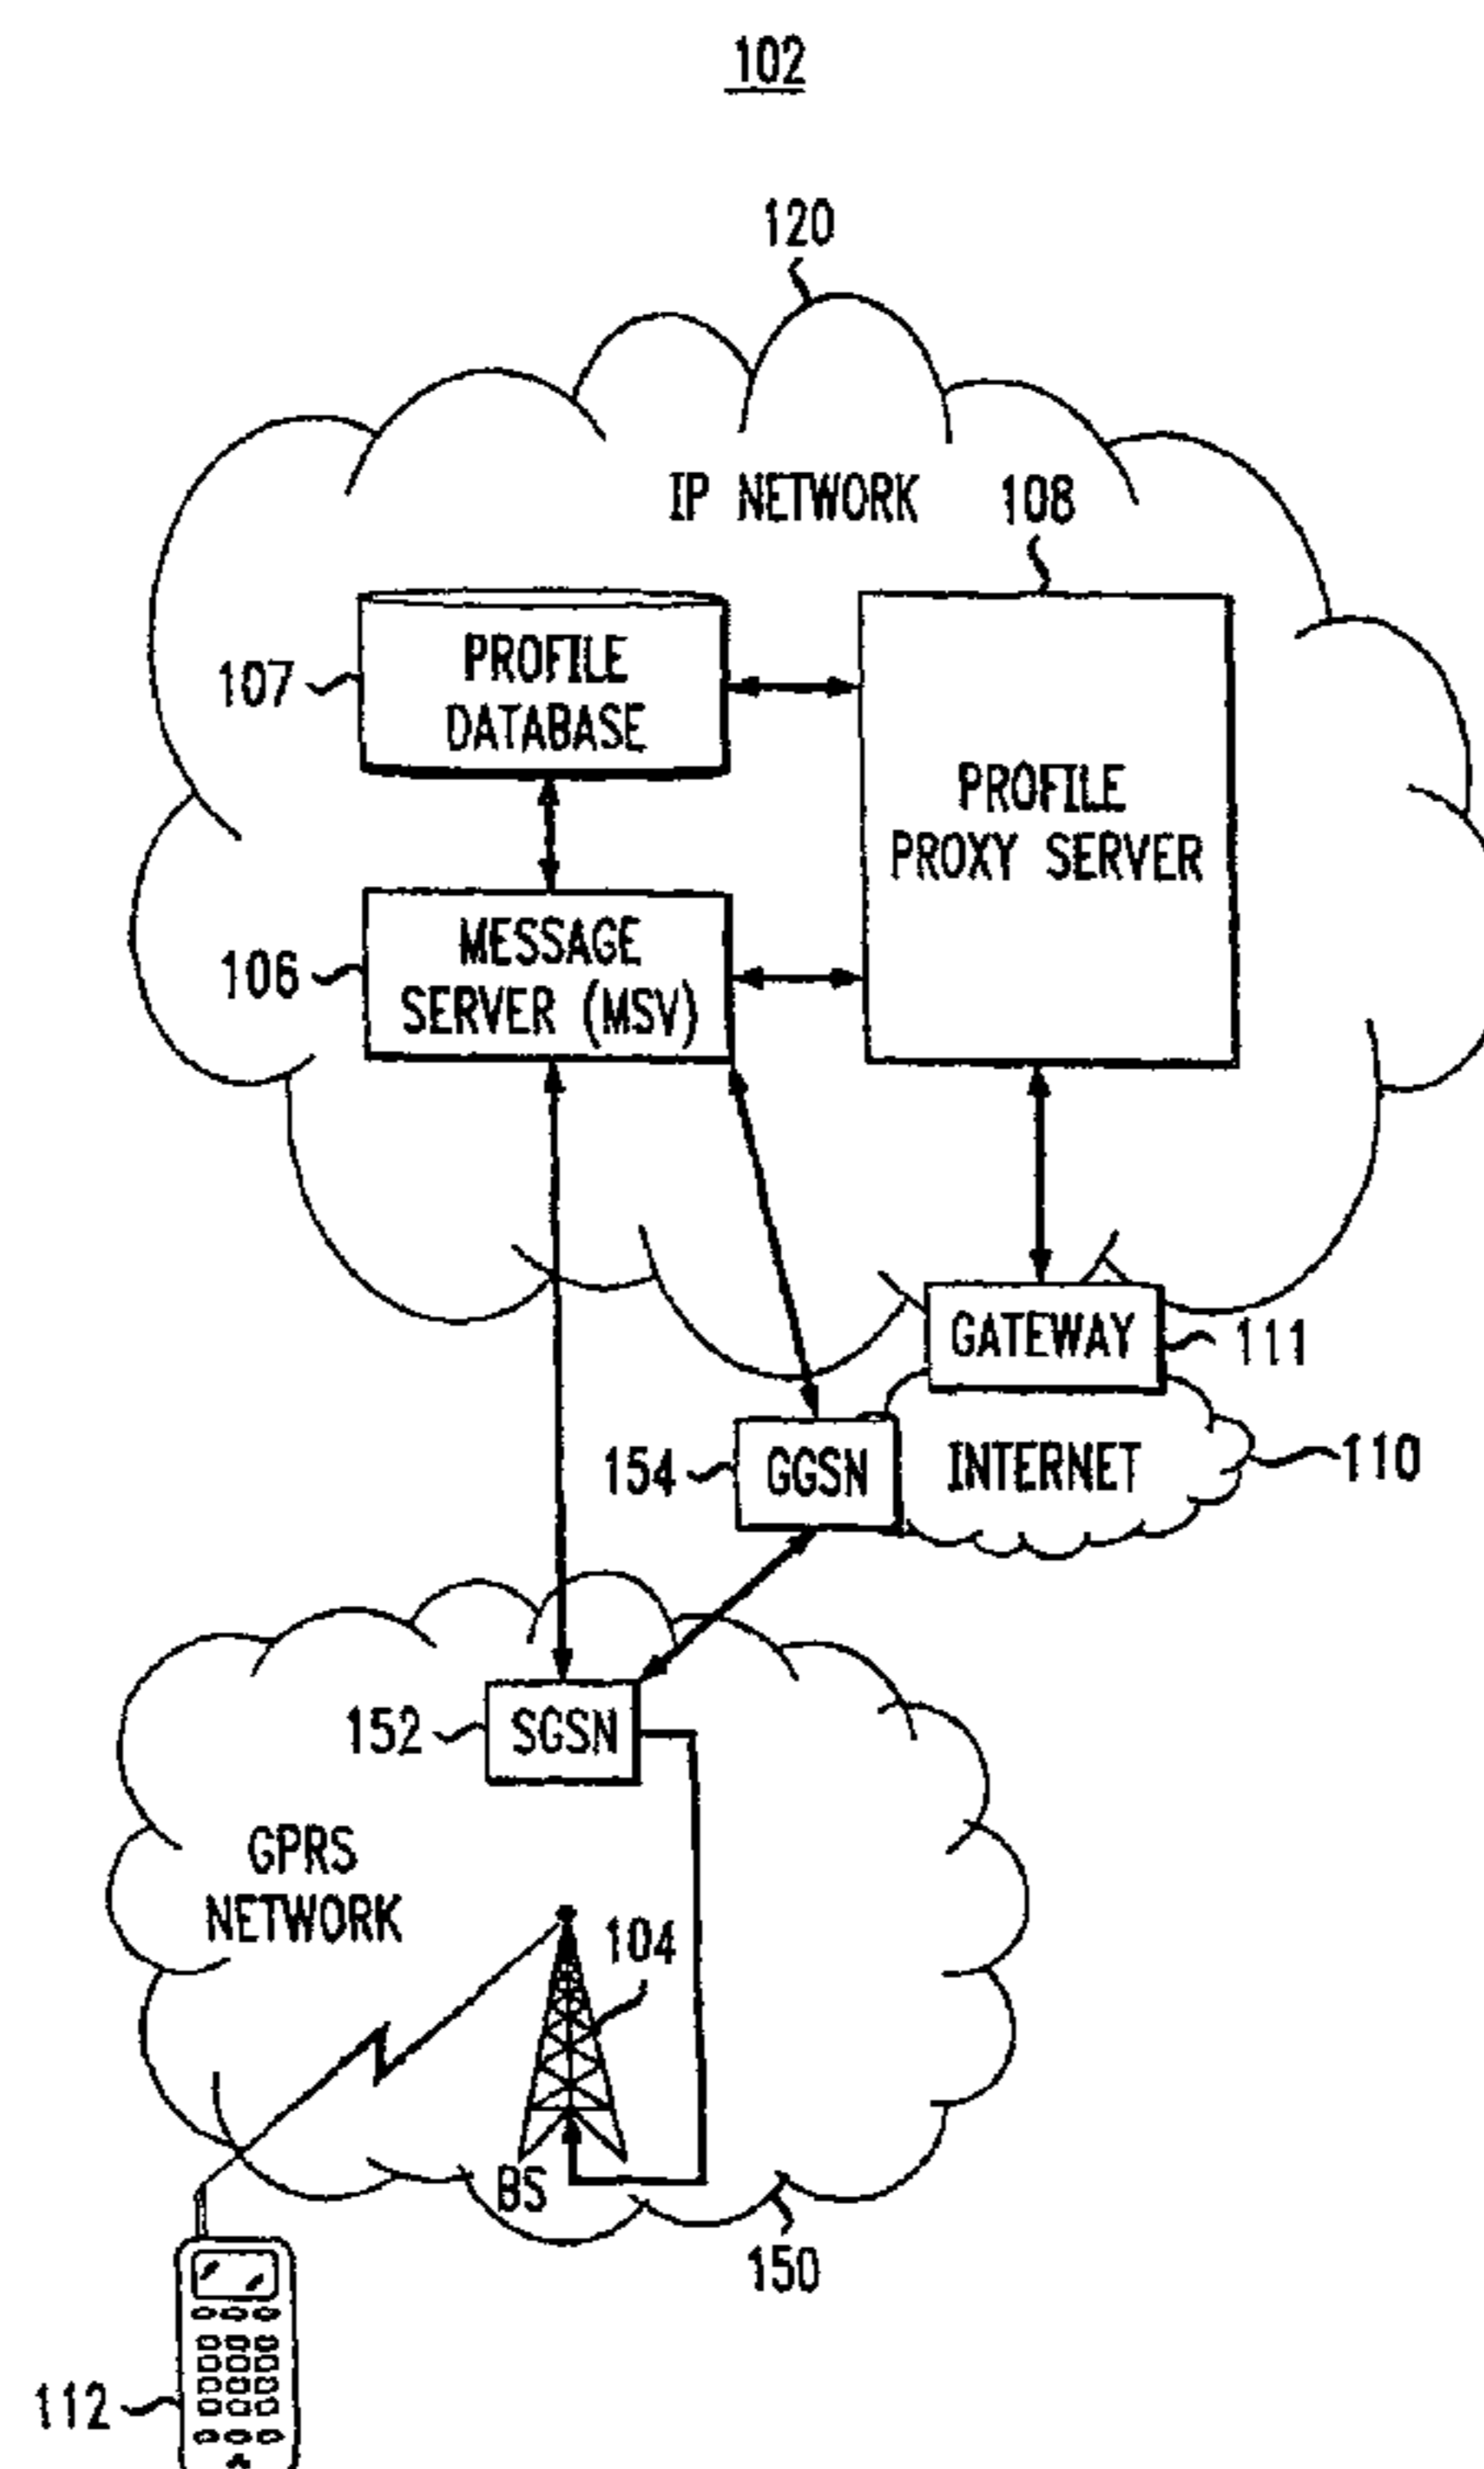 102
120
IP NETWORK
108
107
PROFILE
DATABASE
PROFILE
PROXY SERVER
106
MESSAGE
SERVER (MSV)
GATEWAY
111
154
GGSN
INTERNET
110
152
SGSN
GPRS
NETWORK
104
BS
150
112